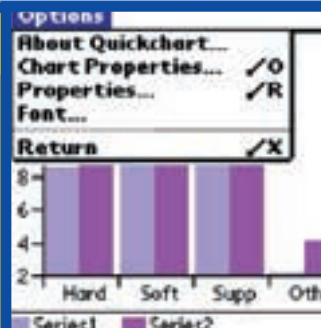 Options
About Quickchart...
Chart Properties... /O
Properties... /R
Font...
Return /X
8
6
4
2
Hard Soft Supp Oth
Series1 Series2